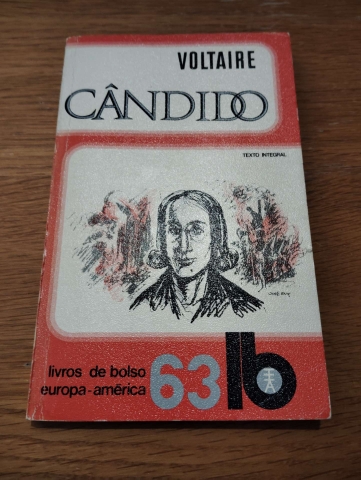 VOLTAIRE
CÂNDIDO
TEXTO INTEGRAL
livros de bolso
europa-américa
63
lb